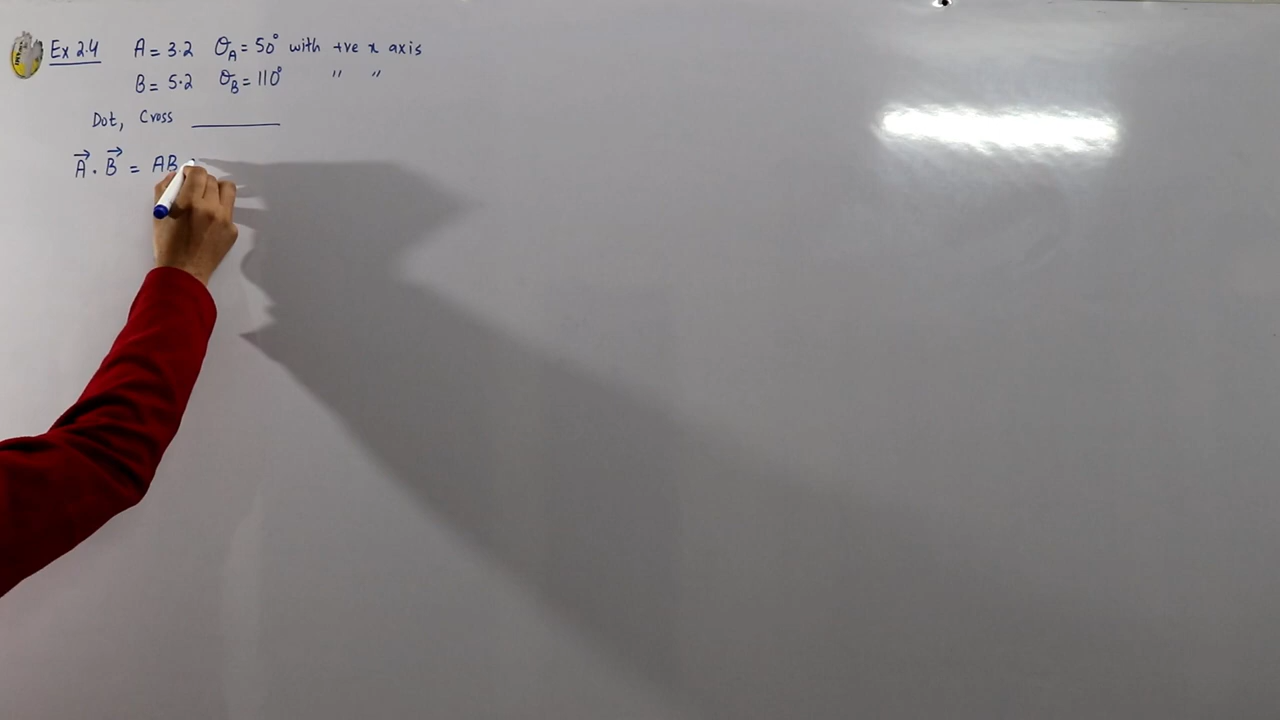 Ex 2.4 A = 3.2 θ_A = 50° with +ve x axis
B = 5.2 θ_B = 110° " "
Dot, Cross ________
A⃗ . B⃗ = AB